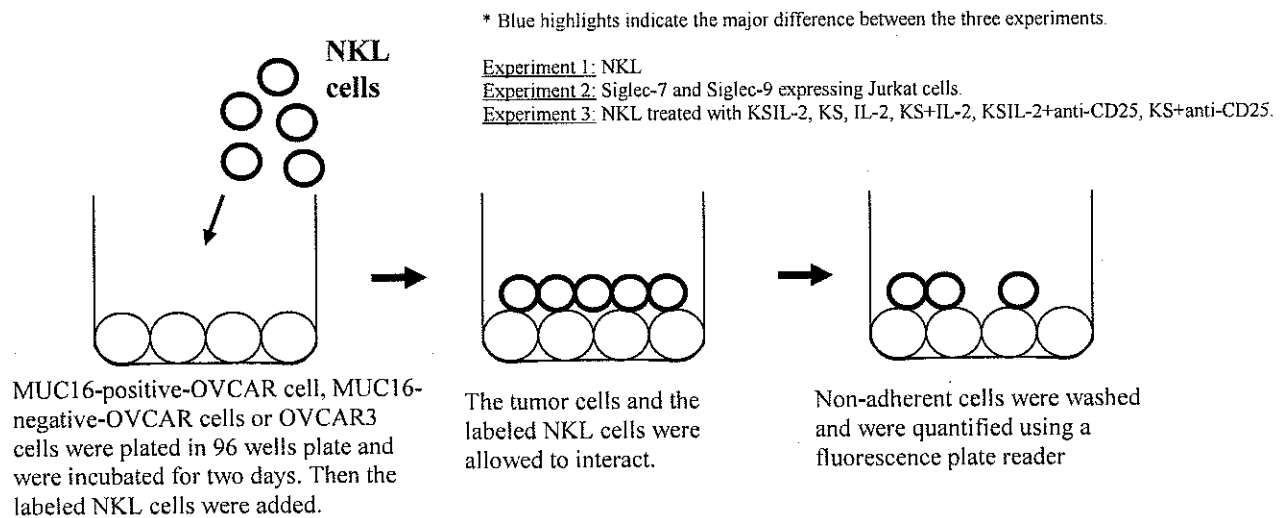 * Blue highlights indicate the major difference between the three experiments.
NKL
cells
Experiment 1: NKL
Experiment 2: Siglec-7 and Siglec-9 expressing Jurkat cells.
Experiment 3: NKL treated with KSIL-2, KS, IL-2, KS+IL-2, KSIL-2+anti-CD25, KS+anti-CD25.
MUC16-positive-OVCAR cell, MUC16-
negative-OVCAR cells or OVCAR3
cells were plated in 96 wells plate and
were incubated for two days. Then the
labeled NKL cells were added.
The tumor cells and the
labeled NKL cells were
allowed to interact.
Non-adherent cells were washed
and were quantified using a
fluorescence plate reader